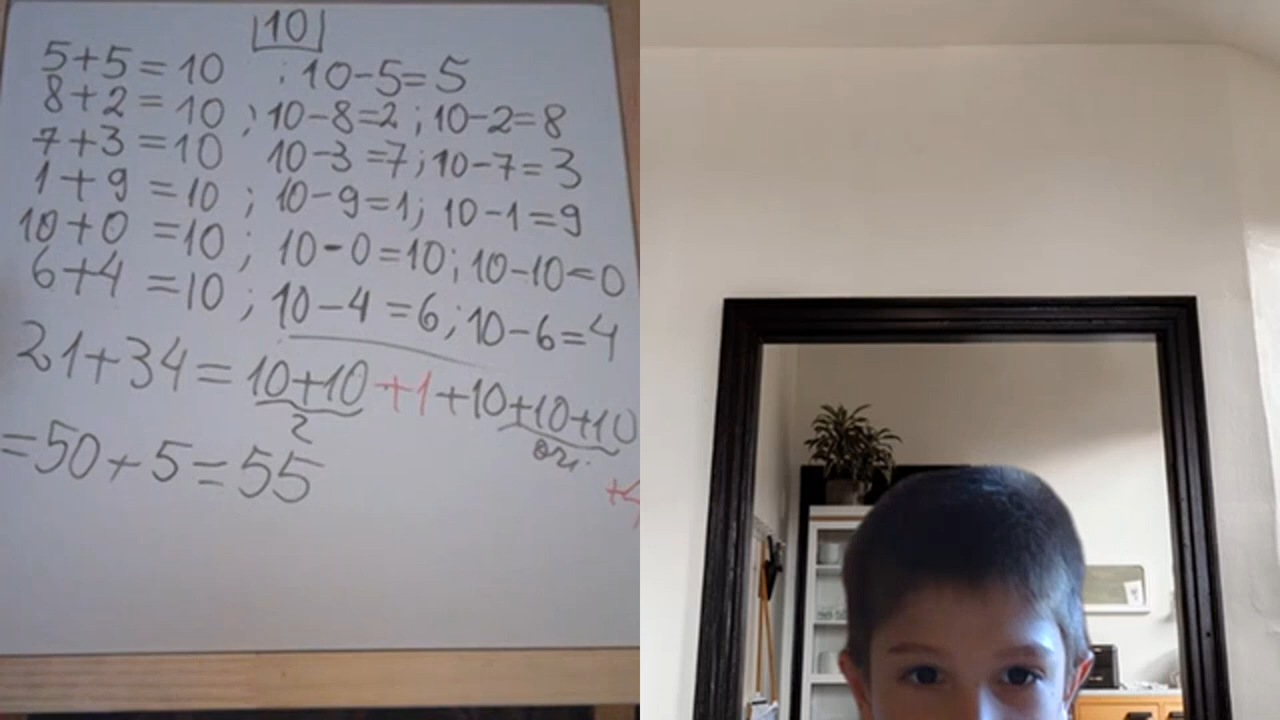 10
5+5=10 ; 10-5=5
8+2=10 ; 10-8=2 ; 10-2=8
7+3=10 10-3=7 ; 10-7=3
1+9=10 ; 10-9=1 ; 10-1=9
10+0=10 ; 10-0=10 ; 10-10=0
6+4=10 ; 10-4=6 ; 10-6=4
21+34=10+10+1+10+10+10
2
+4
=50+5=55